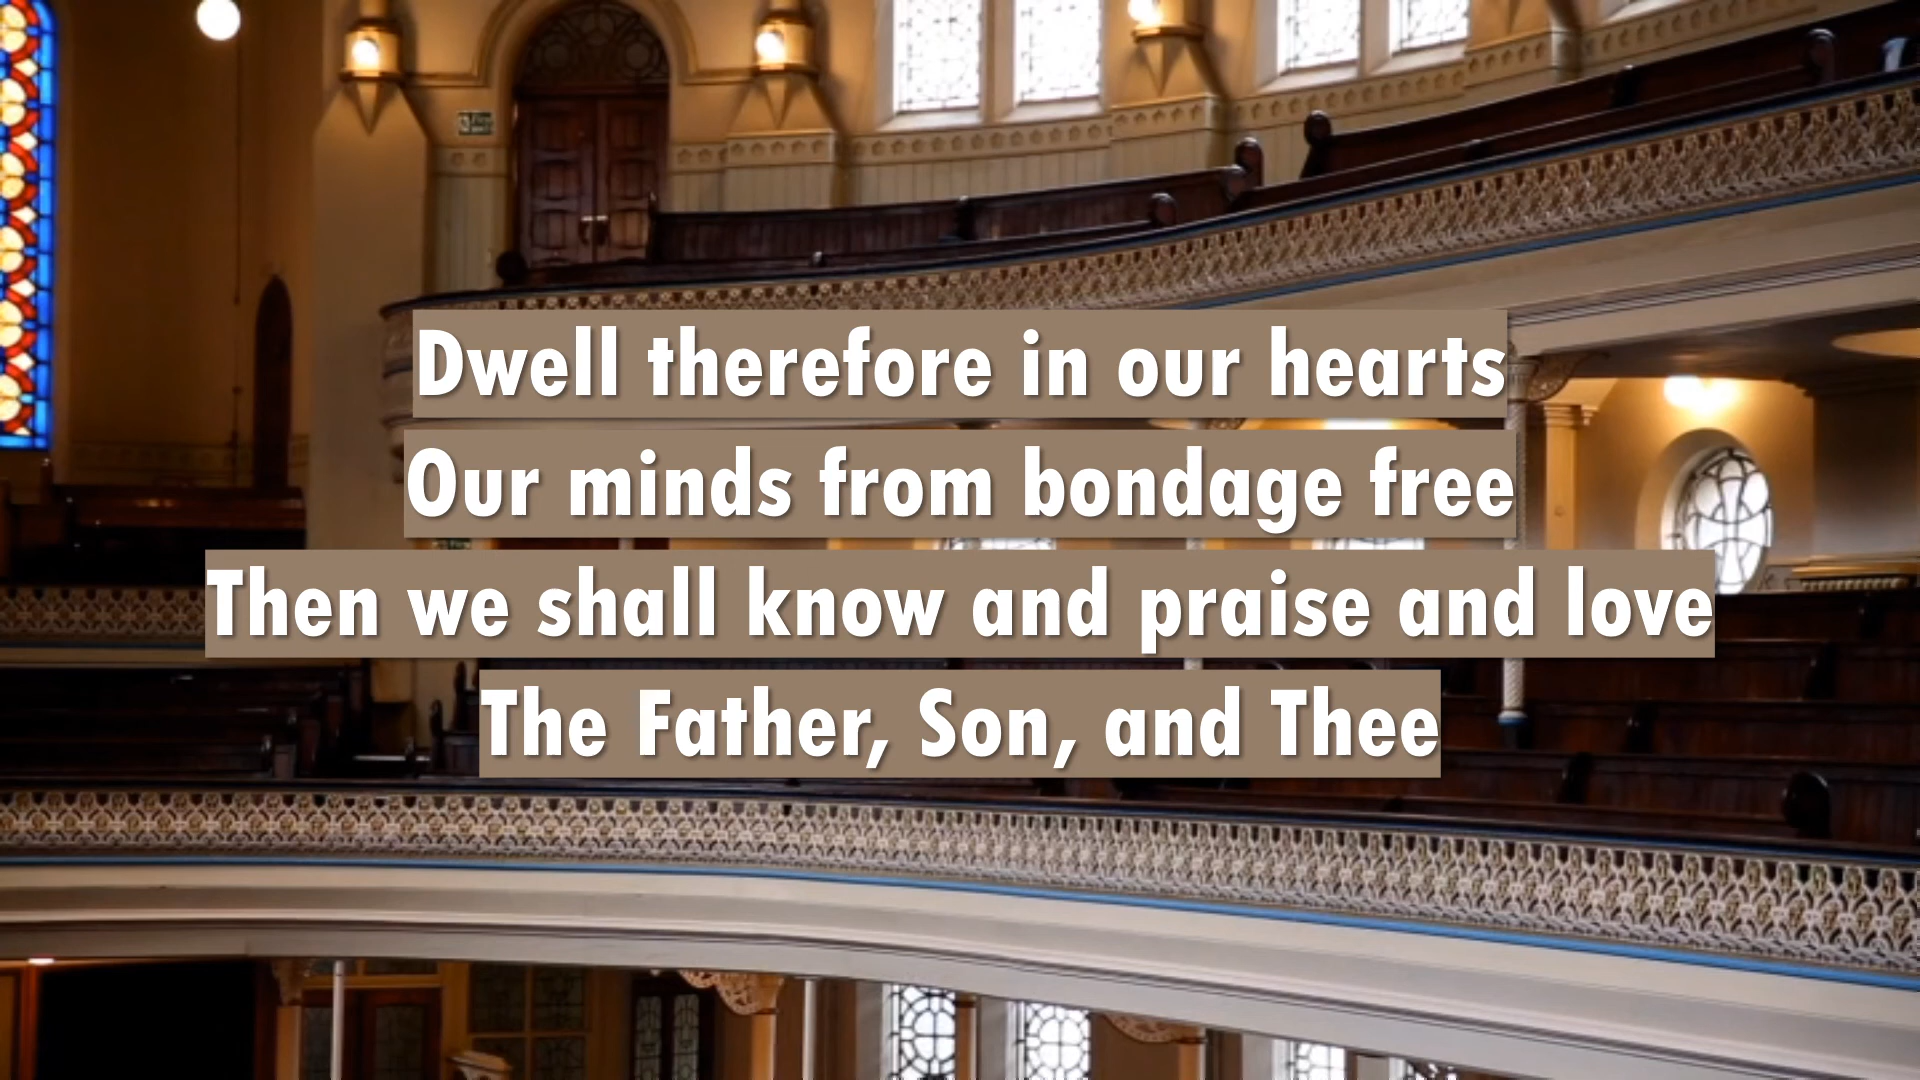 Dwell therefore in our hearts
Our minds from bondage free
Then we shall know and praise and love
The Father, Son, and Thee